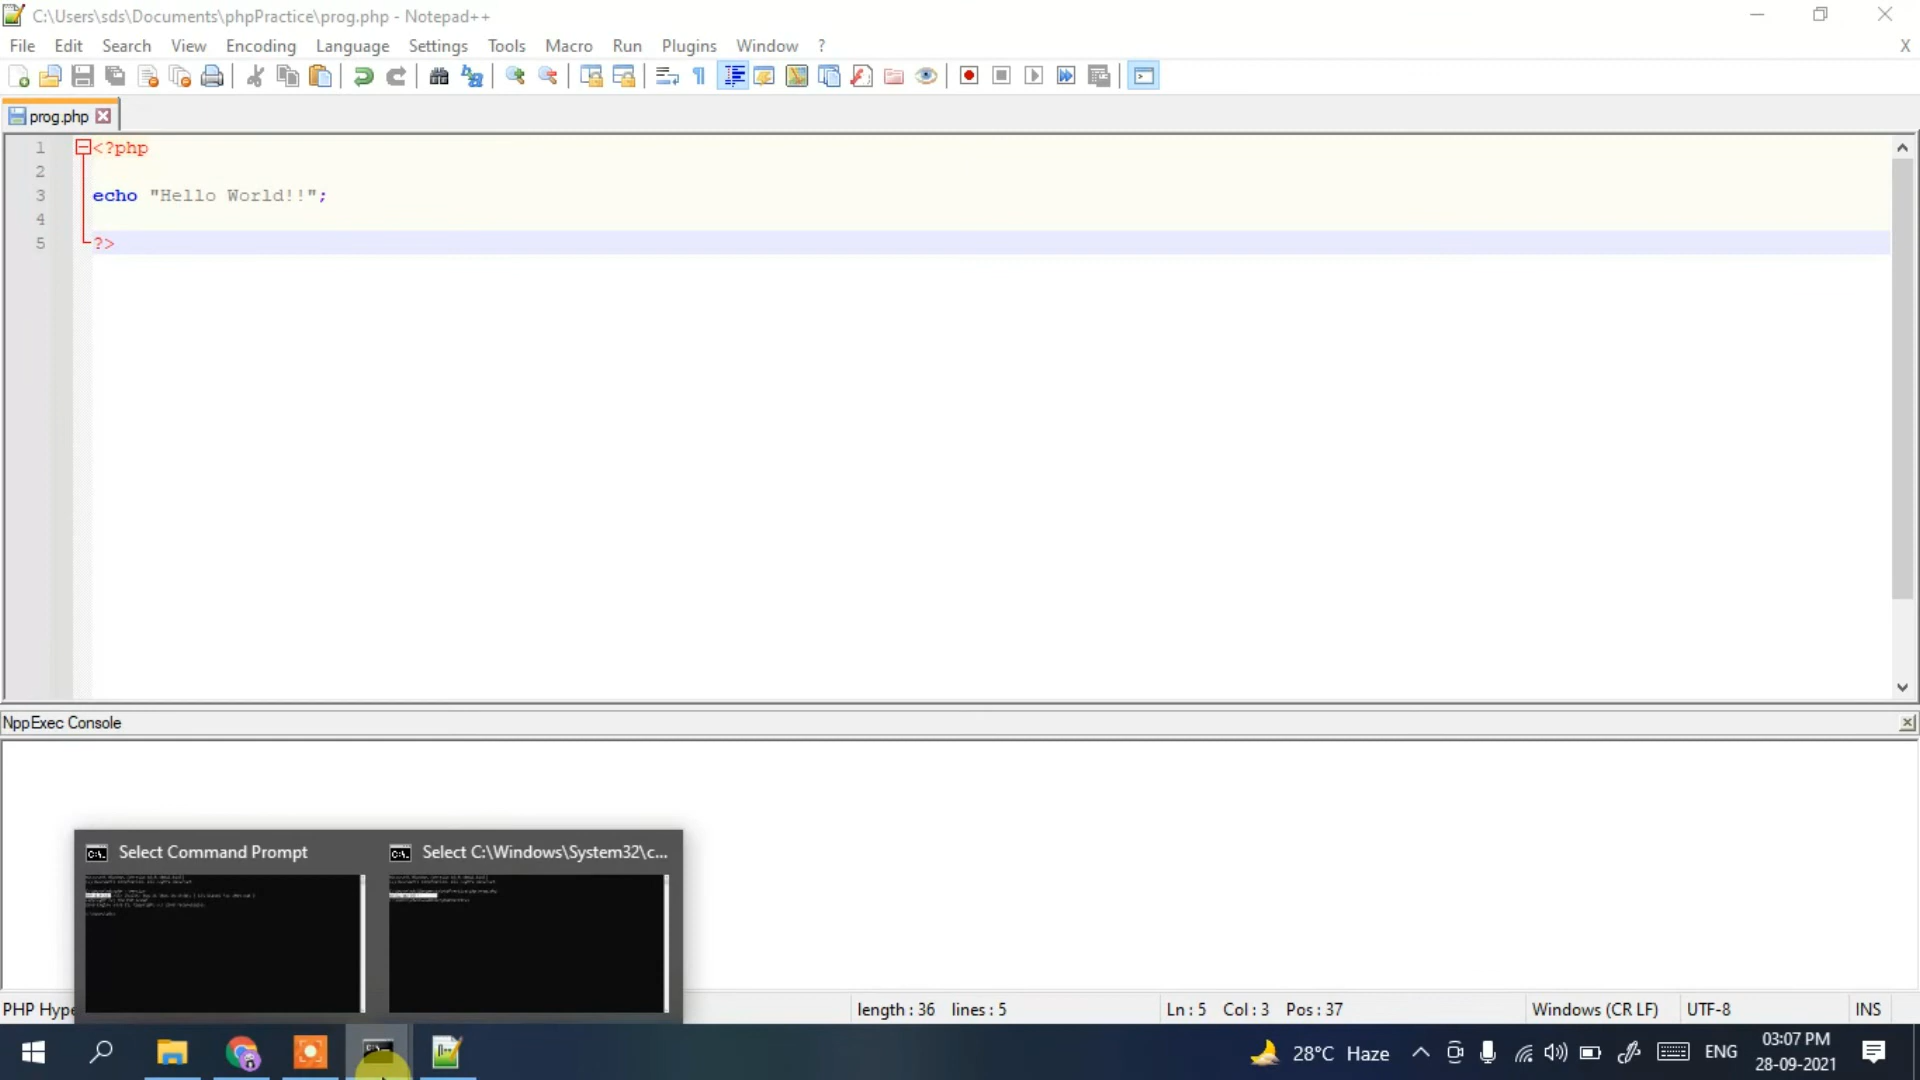 C:\Users\sds\Documents\phpPractice\prog.php - Notepad++
File Edit Search View Encoding Language Settings Tools Macro Run Plugins Window ? X
prog.php
1 <?php
2
3 echo "Hello World!!";
4
5 ?>
NppExec Console
Select Command Prompt
Select C:\Windows\System32\c...
PHP Hype
length : 36 lines : 5
Ln : 5 Col : 3 Pos : 37
Windows (CR LF)
UTF-8
INS
28°C Haze
ENG
03:07 PM
28-09-2021